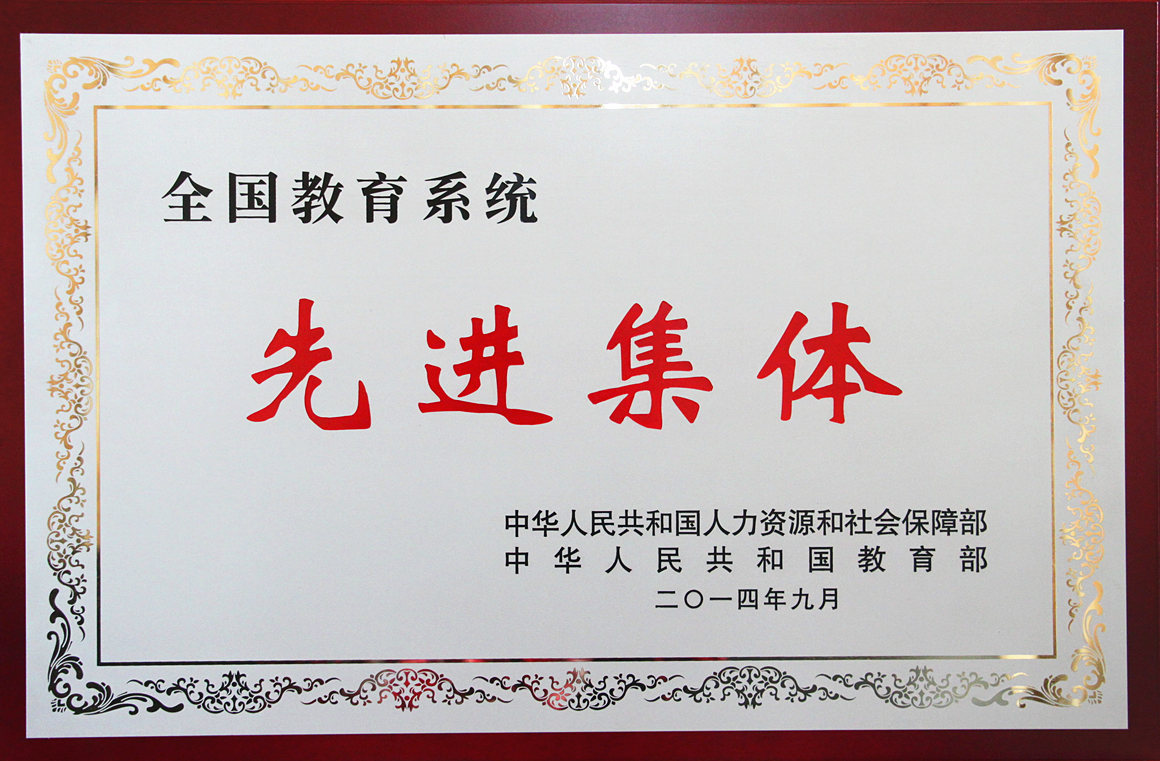 全国教育系统
先进集体
中华人民共和国人力资源和社会保障部
中华人民共和国教育部
二〇一四年九月